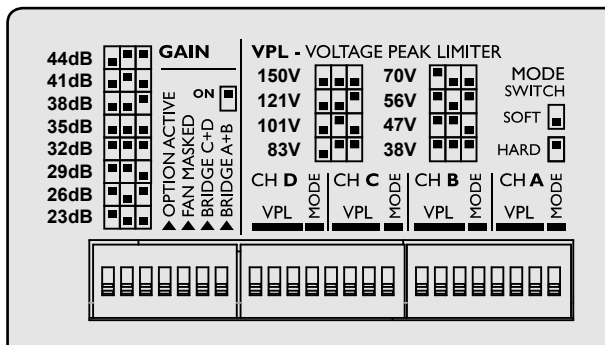 GAIN
44dB
41dB
38dB
35dB
32dB
29dB
26dB
23dB
ON
OPTION ACTIVE
FAN MASKED
BRIDGE C+D
BRIDGE A+B
VPL - VOLTAGE PEAK LIMITER
150V 70V
121V 56V
101V 47V
83V 38V
MODE
SWITCH
SOFT
HARD
CH D MODE CH C MODE CH B MODE CH A MODE
VPL VPL VPL VPL